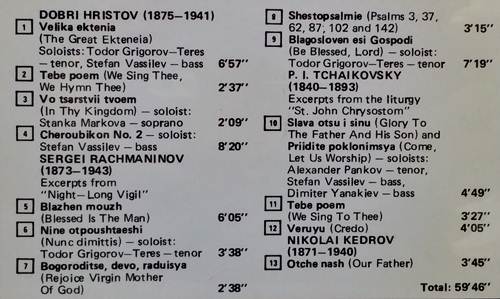 DOBRI HRISTOV (1875–1941)
1 Velika ektenia
(The Great Ekteneia)
Soloists: Todor Grigorov–Teres
– tenor, Stefan Vassilev – bass 6'57"
2 Tebe poem (We Sing Thee,
We Hymn Thee) 2'37"
3 Vo tsarstvii tvoem
(In Thy Kingdom) – soloist:
Stanka Markova – soprano 2'09"
4 Cheroubikon No. 2 – soloist:
Stefan Vassilev – bass 8'20"
SERGEI RACHMANINOV
(1873–1943)
Excerpts from
"Night–Long Vigil"
5 Blazhen mouzh
(Blessed Is The Man) 6'05"
6 Nine otpoushtaeshi
(Nunc dimittis) – soloist:
Todor Grigorov–Teres – tenor 3'38"
7 Bogoroditse, devo, raduisya
(Rejoice Virgin Mother
Of God) 2'38"
8 Shestopsalmie (Psalms 3, 37,
62, 87, 102 and 142) 3'15"
9 Blagosloven esi Gospodi
(Be Blessed, Lord) – soloist:
Todor Grigorov–Teres – tenor 7'19"
P. I. TCHAIKOVSKY
(1840–1893)
Excerpts from the liturgy
"St. John Chrysostom"
10 Slava otsu i sinu (Glory To
The Father And His Son) and
Priidite poklonimsya (Come,
Let Us Worship) – soloists:
Alexander Pankov – tenor,
Stefan Vassilev – bass,
Dimiter Yanakiev – bass 4'49"
11 Tebe poem
(We Sing To Thee) 3'27"
12 Veruyu (Credo) 4'05"
NIKOLAI KEDROV
(1871–1940)
13 Otche nash (Our Father) 3'45"
Total: 59'46"